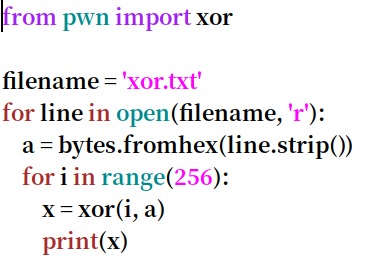 from pwn import xor

filename = 'xor.txt'
for line in open(filename, 'r'):
    a = bytes.fromhex(line.strip())
    for i in range(256):
        x = xor(i, a)
        print(x)